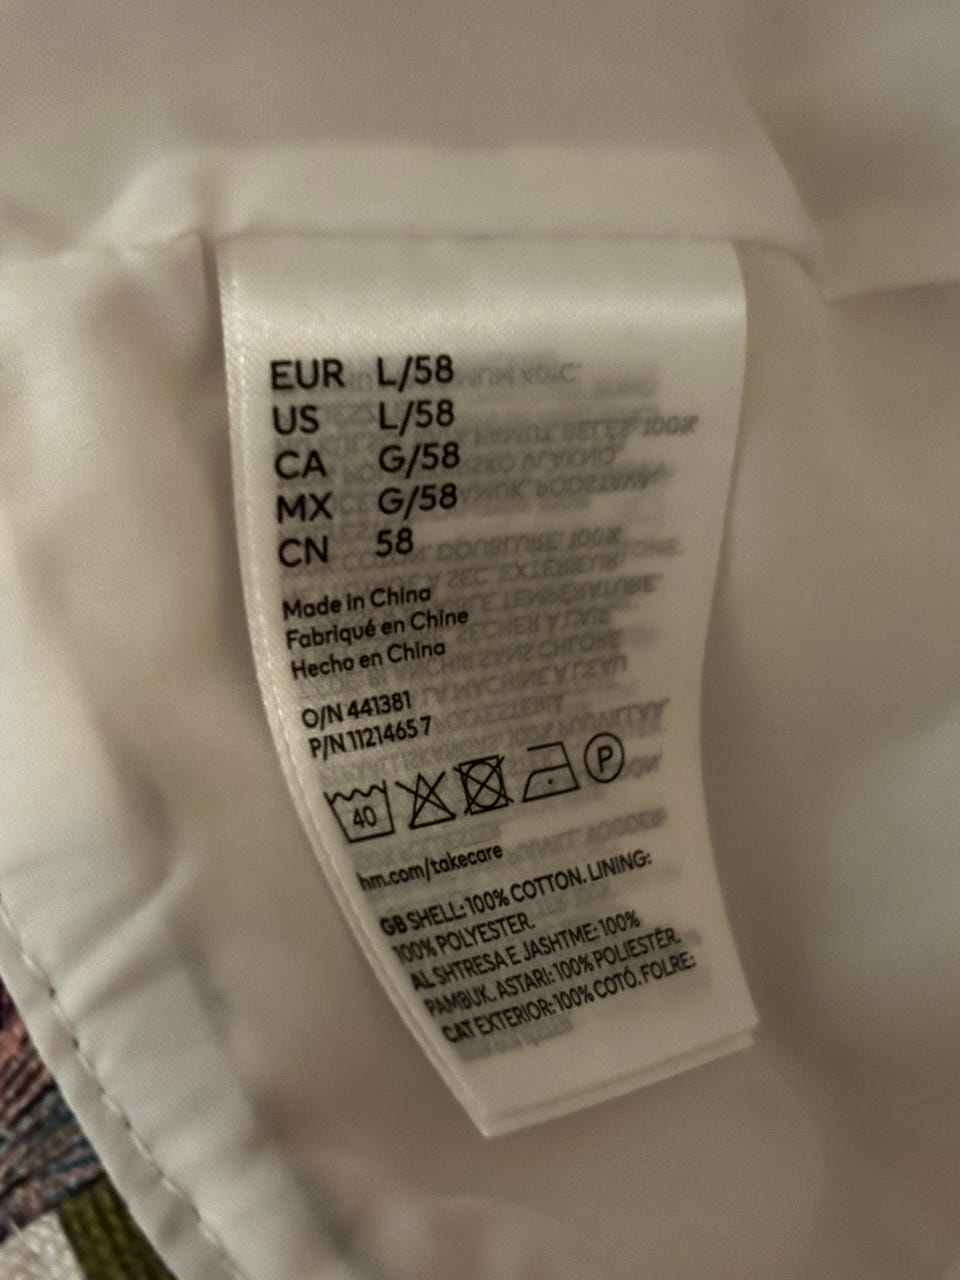 EUR L/58
US L/58
CA G/58
MX G/58
CN 58
Made in China
Fabriqué en Chine
Hecho en China
O/N 441381
P/N 1121465 7
40
P
hm.com/takecare
GB SHELL: 100% COTTON. LINING:
100% POLYESTER.
AL SHTRESA E JASHTME: 100%
PAMBUK. ASTARI: 100% POLIESTËR.
CAT EXTERIOR: 100% COTÓ. FOLRE: